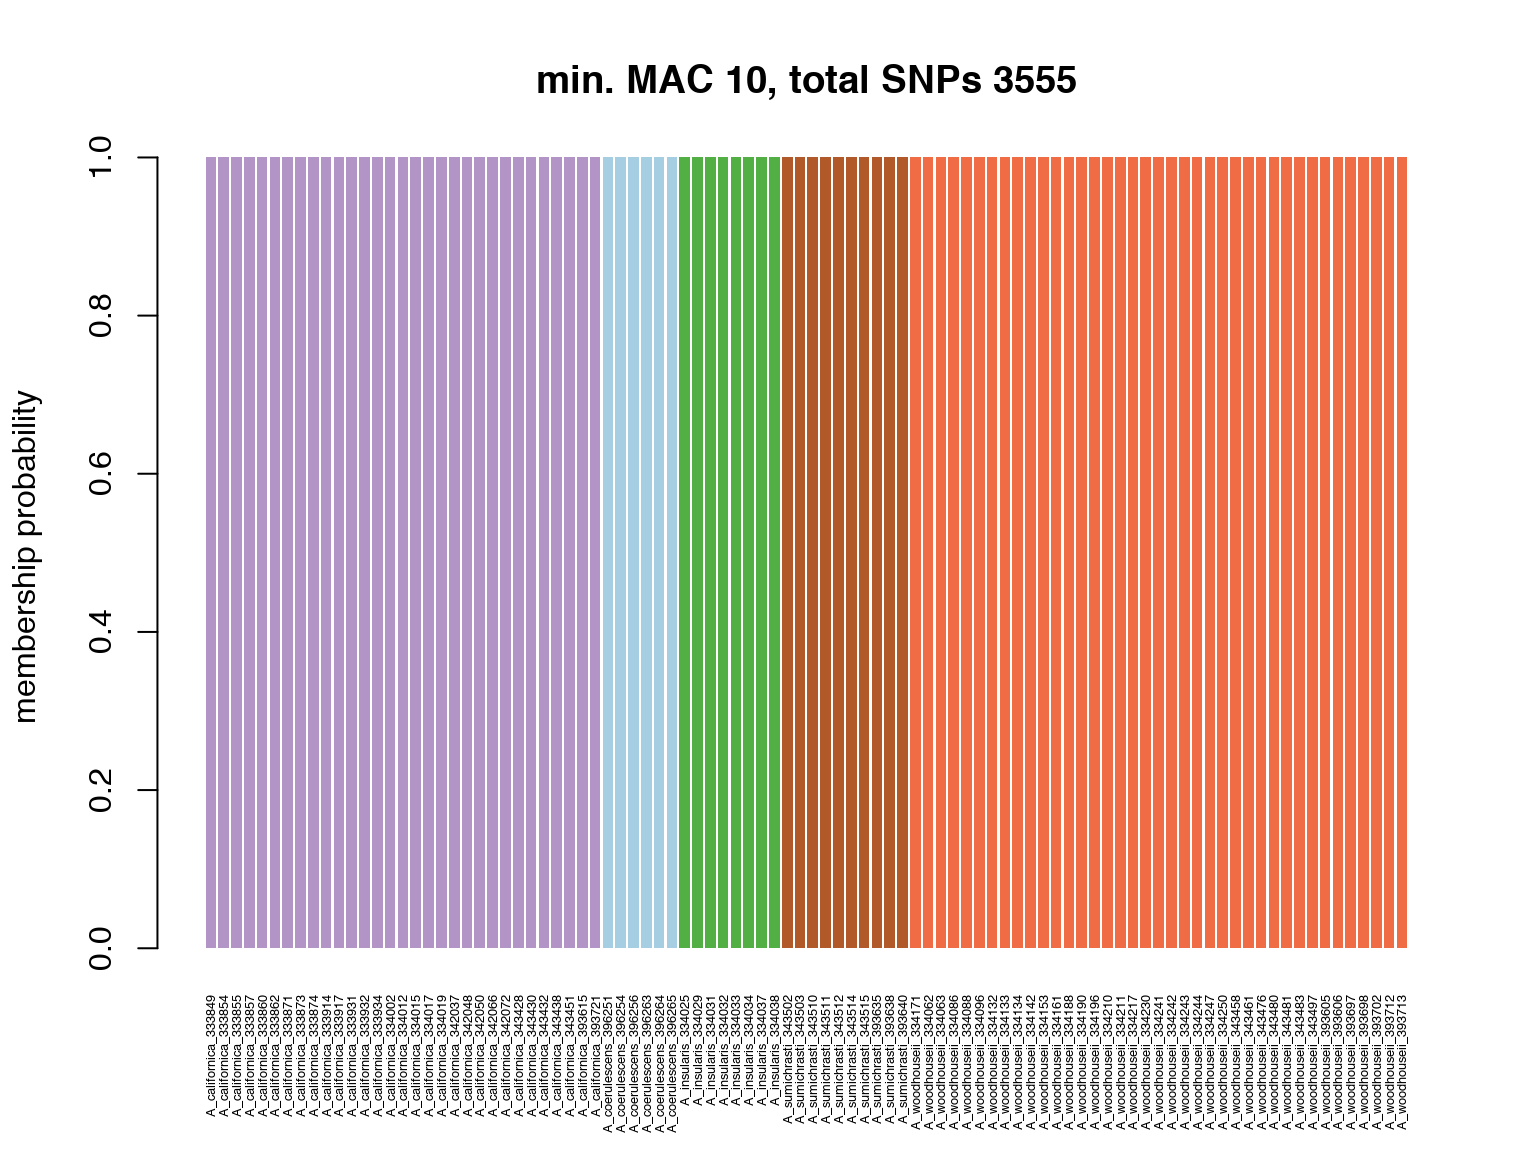 min. MAC 10, total SNPs 3555
membership probability
1.0
0.8
0.6
0.4
0.2
0.0
A_californica_333849
A_californica_333854
A_californica_333855
A_californica_333857
A_californica_333860
A_californica_333862
A_californica_333871
A_californica_333873
A_californica_333874
A_californica_333914
A_californica_333917
A_californica_333931
A_californica_333932
A_californica_333934
A_californica_334002
A_californica_334012
A_californica_334015
A_californica_334017
A_californica_334019
A_californica_342037
A_californica_342048
A_californica_342050
A_californica_342066
A_californica_342072
A_californica_343428
A_californica_343430
A_californica_343432
A_californica_343438
A_californica_343451
A_californica_393615
A_californica_393721
A_coerulescens_396251
A_coerulescens_396254
A_coerulescens_396256
A_coerulescens_396263
A_coerulescens_396264
A_coerulescens_396265
A_insularis_334025
A_insularis_334029
A_insularis_334031
A_insularis_334032
A_insularis_334033
A_insularis_334034
A_insularis_334037
A_insularis_334038
A_sumichrasti_343502
A_sumichrasti_343503
A_sumichrasti_343510
A_sumichrasti_343511
A_sumichrasti_343512
A_sumichrasti_343514
A_sumichrasti_343515
A_sumichrasti_393635
A_sumichrasti_393638
A_sumichrasti_393640
A_woodhouseii_334171
A_woodhouseii_334062
A_woodhouseii_334063
A_woodhouseii_334086
A_woodhouseii_334088
A_woodhouseii_334096
A_woodhouseii_334132
A_woodhouseii_334133
A_woodhouseii_334134
A_woodhouseii_334142
A_woodhouseii_334153
A_woodhouseii_334161
A_woodhouseii_334188
A_woodhouseii_334190
A_woodhouseii_334196
A_woodhouseii_334210
A_woodhouseii_334211
A_woodhouseii_334217
A_woodhouseii_334230
A_woodhouseii_334241
A_woodhouseii_334242
A_woodhouseii_334243
A_woodhouseii_334244
A_woodhouseii_334247
A_woodhouseii_334250
A_woodhouseii_343458
A_woodhouseii_343461
A_woodhouseii_343476
A_woodhouseii_343480
A_woodhouseii_343481
A_woodhouseii_343483
A_woodhouseii_343497
A_woodhouseii_393605
A_woodhouseii_393606
A_woodhouseii_393697
A_woodhouseii_393698
A_woodhouseii_393702
A_woodhouseii_393712
A_woodhouseii_393713